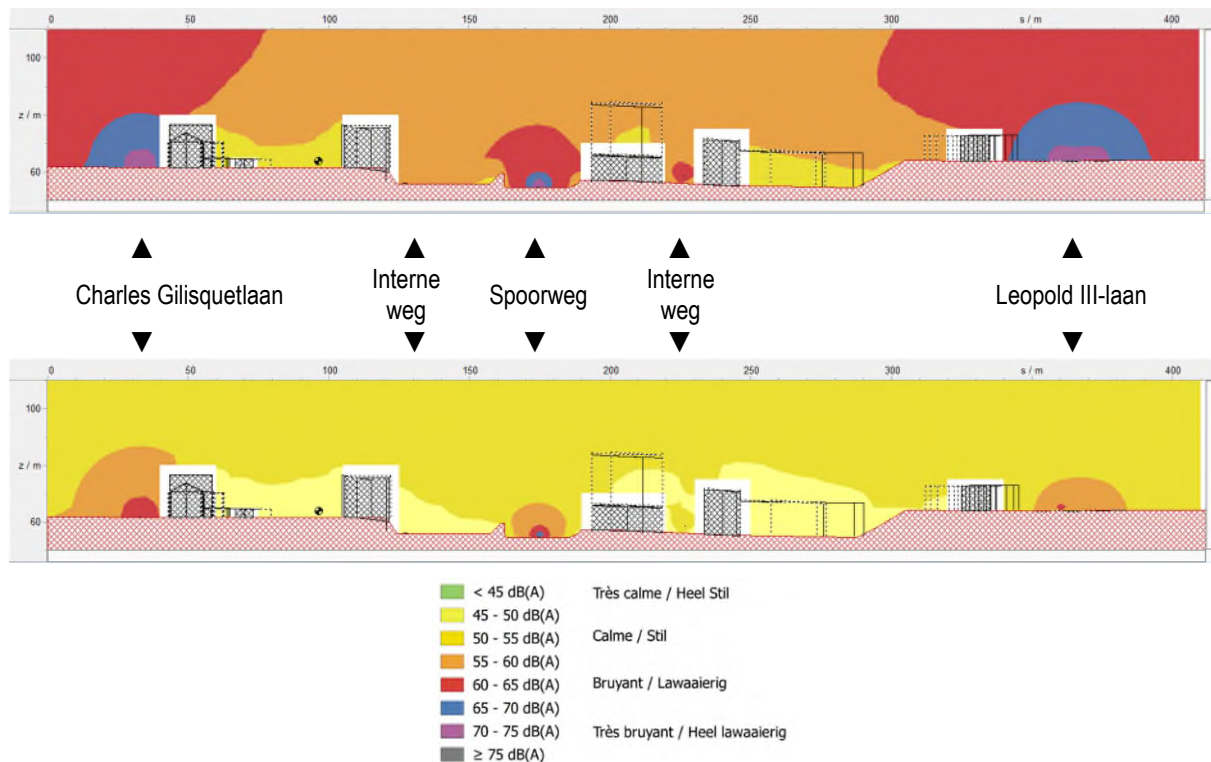 0 50 100 150 200 250 300 s / m 400
100
z / m
60
Charles Gilisquetlaan
Interne
weg
Spoorweg
Interne
weg
Leopold III-laan
0 50 100 150 200 250 300 s / m 400
100
z / m
60
< 45 dB(A) Très calme / Heel Stil
45 - 50 dB(A)
50 - 55 dB(A) Calme / Stil
55 - 60 dB(A)
60 - 65 dB(A) Bruyant / Lawaaierig
65 - 70 dB(A)
70 - 75 dB(A) Très bruyant / Heel lawaaierig
≥ 75 dB(A)